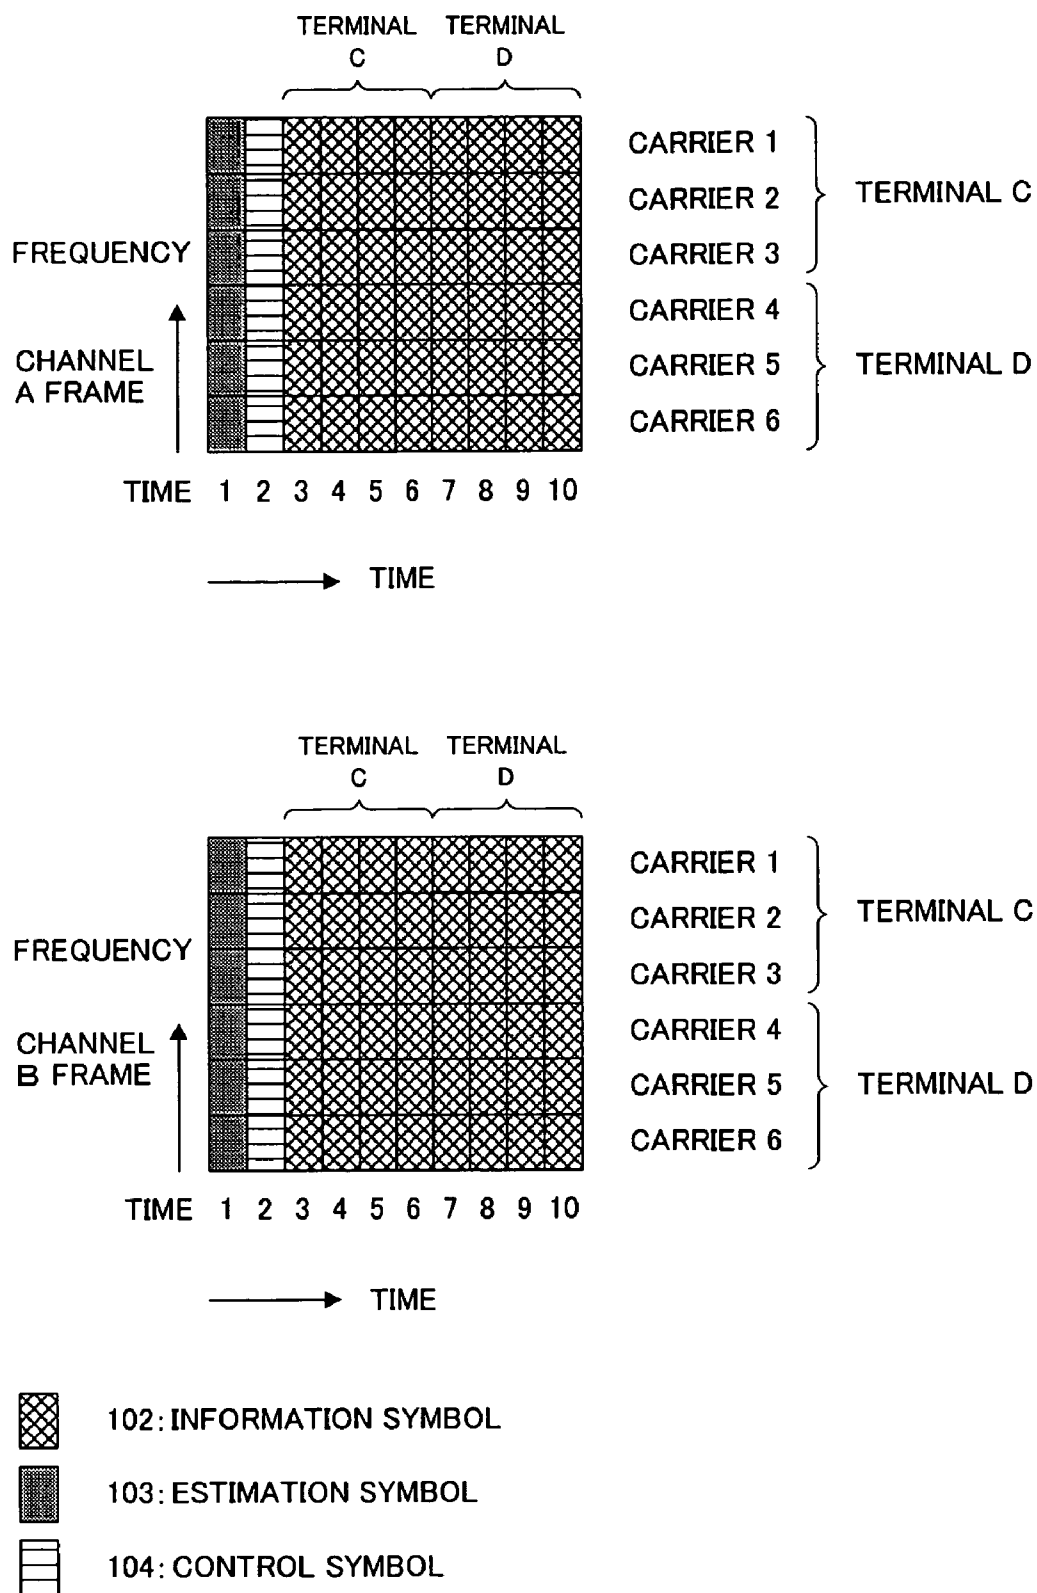 TERMINAL TERMINAL
C D
CARRIER 1
CARRIER 2 TERMINAL C
FREQUENCY CARRIER 3
CARRIER 4
CHANNEL CARRIER 5 TERMINAL D
A FRAME
CARRIER 6
TIME 1 2 3 4 5 6 7 8 9 10
TIME
TERMINAL TERMINAL
C D
CARRIER 1
CARRIER 2 TERMINAL C
FREQUENCY
CARRIER 3
CARRIER 4
CHANNEL
B FRAME CARRIER 5 TERMINAL D
CARRIER 6
TIME 1 2 3 4 5 6 7 8 9 10
TIME
102: INFORMATION SYMBOL
103: ESTIMATION SYMBOL
104: CONTROL SYMBOL